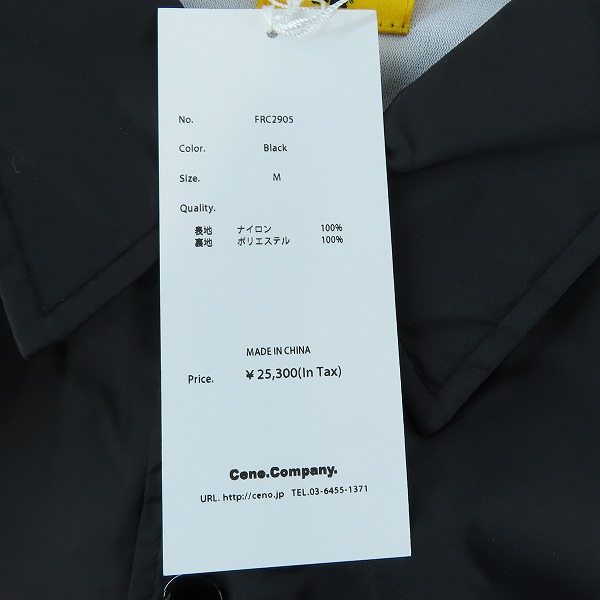 No. FRC290S
Color. Black
Size. M
Quality.
表地 ナイロン 100%
裏地 ポリエステル 100%
MADE IN CHINA
Price. ¥ 25,300(In Tax)
Ceno.Company.
URL. http://ceno.jp TEL.03-6455-1371